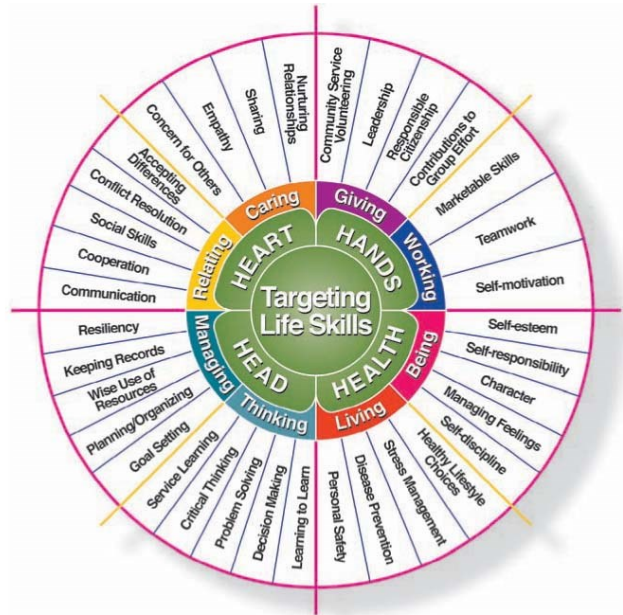 Targeting
Life Skills
HEART
HANDS
HEALTH
HEAD
Caring
Giving
Working
Being
Living
Thinking
Managing
Relating
Nurturing
Relationships
Sharing
Empathy
Concern for Others
Accepting
Differences
Conflict Resolution
Social Skills
Cooperation
Communication
Community Service
Volunteering
Leadership
Responsible
Citizenship
Contributions to
Group Effort
Marketable Skills
Teamwork
Self-motivation
Self-esteem
Self-responsibility
Character
Managing Feelings
Self-discipline
Healthy Lifestyle
Choices
Stress Management
Disease Prevention
Personal Safety
Learning to Learn
Decision Making
Problem Solving
Critical Thinking
Service Learning
Goal Setting
Planning/Organizing
Wise Use of
Resources
Keeping Records
Resiliency